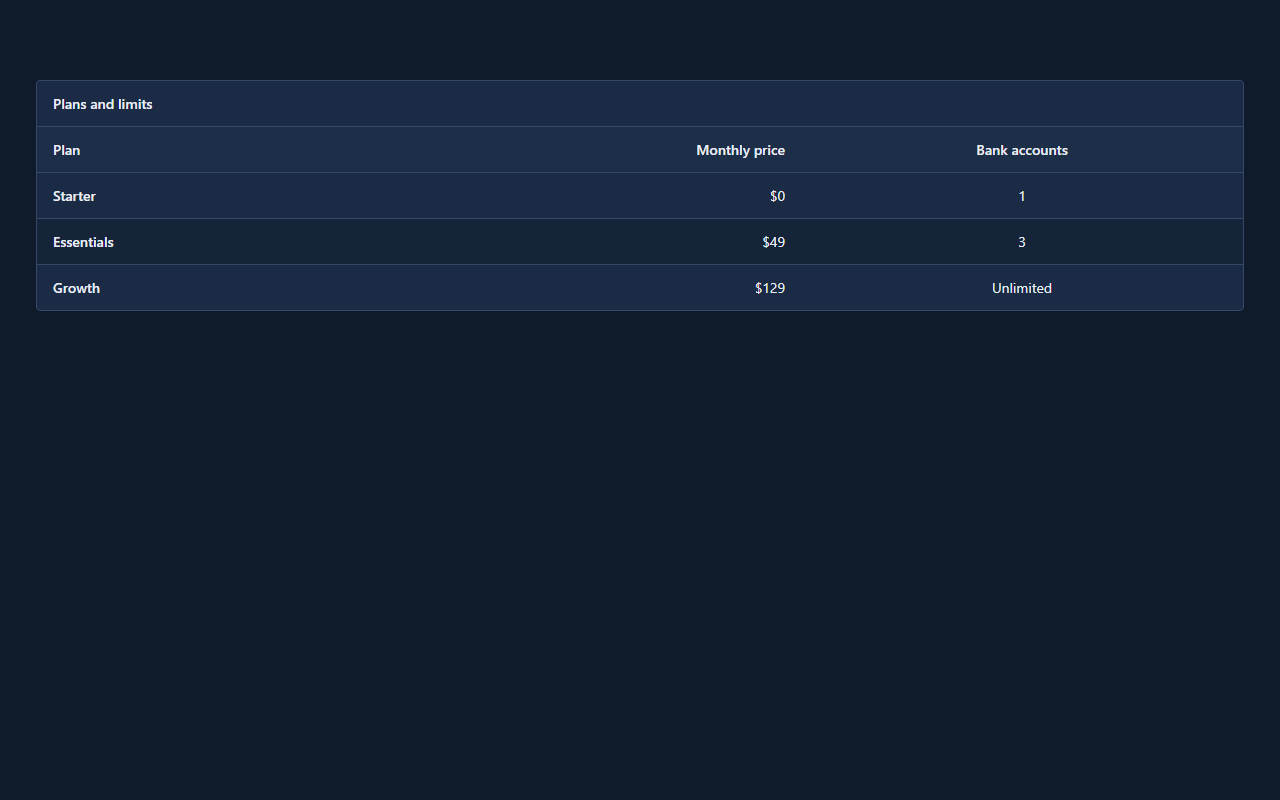 Plans and limits
Plan Monthly price Bank accounts
Starter $0 1
Essentials $49 3
Growth $129 Unlimited